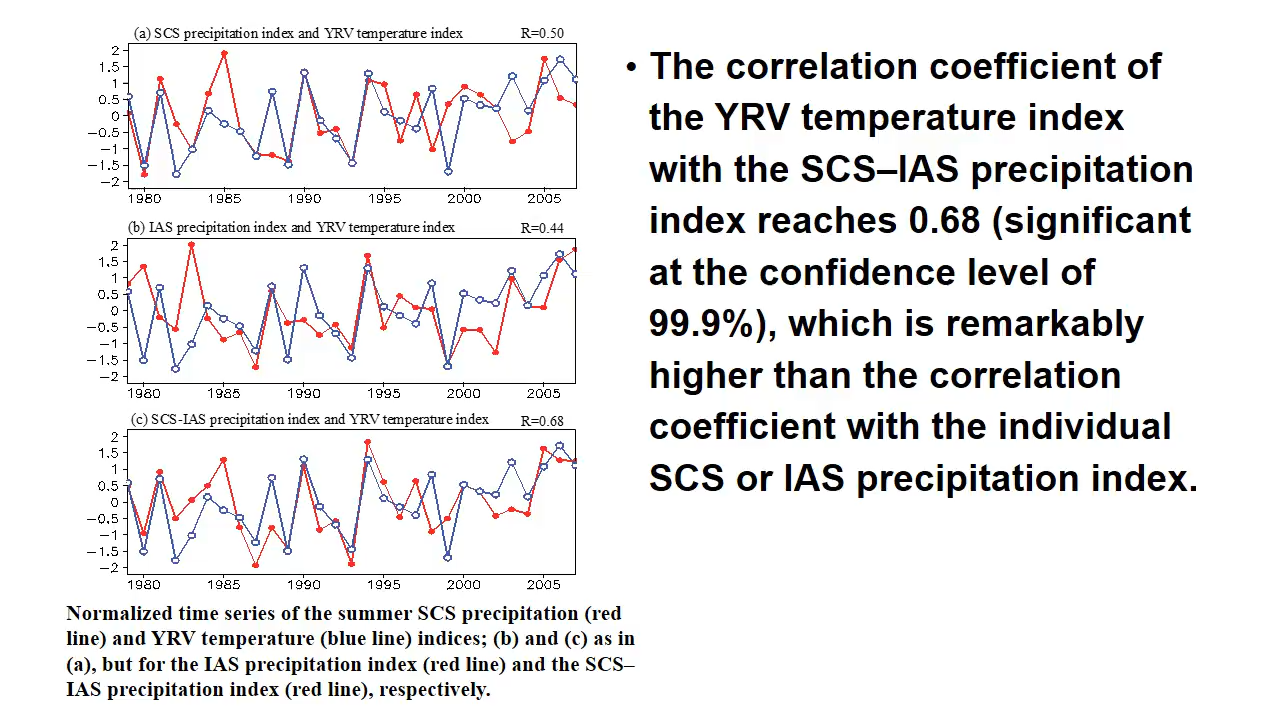 (a) SCS precipitation index and YRV temperature index R=0.50
2
1.5
1
0.5
0
−0.5
−1
−1.5
−2
1980 1985 1990 1995 2000 2005
(b) IAS precipitation index and YRV temperature index R=0.44
2
1.5
1
0.5
0
−0.5
−1
−1.5
−2
1980 1985 1990 1995 2000 2005
(c) SCS-IAS precipitation index and YRV temperature index R=0.68
2
1.5
1
0.5
0
−0.5
−1
−1.5
−2
1980 1985 1990 1995 2000 2005
Normalized time series of the summer SCS precipitation (red
line) and YRV temperature (blue line) indices; (b) and (c) as in
(a), but for the IAS precipitation index (red line) and the SCS–
IAS precipitation index (red line), respectively.
• The correlation coefficient of
the YRV temperature index
with the SCS–IAS precipitation
index reaches 0.68 (significant
at the confidence level of
99.9%), which is remarkably
higher than the correlation
coefficient with the individual
SCS or IAS precipitation index.